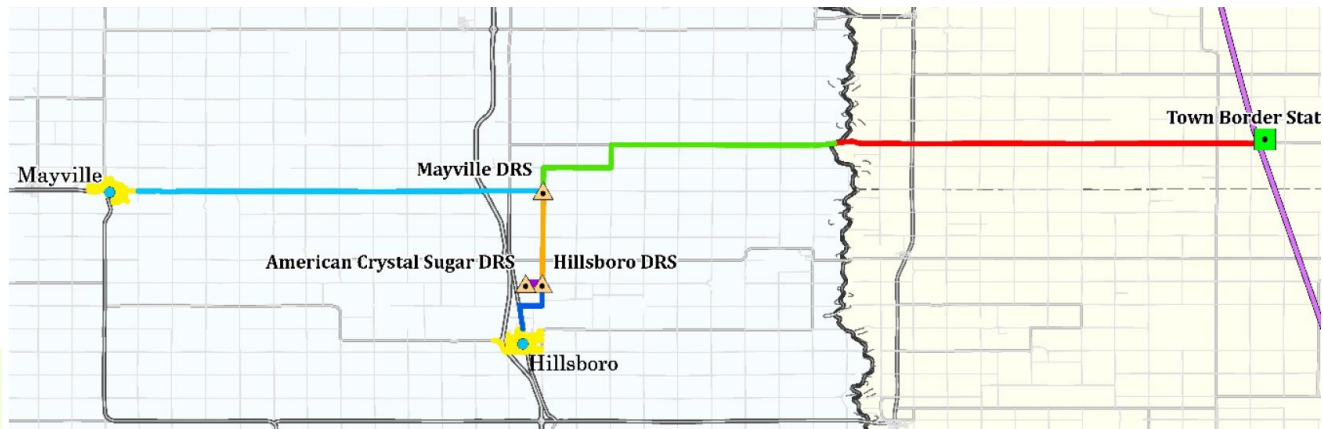 Town Border Stat
Mayville
Mayville DRS
American Crystal Sugar DRS
Hillsboro DRS
Hillsboro